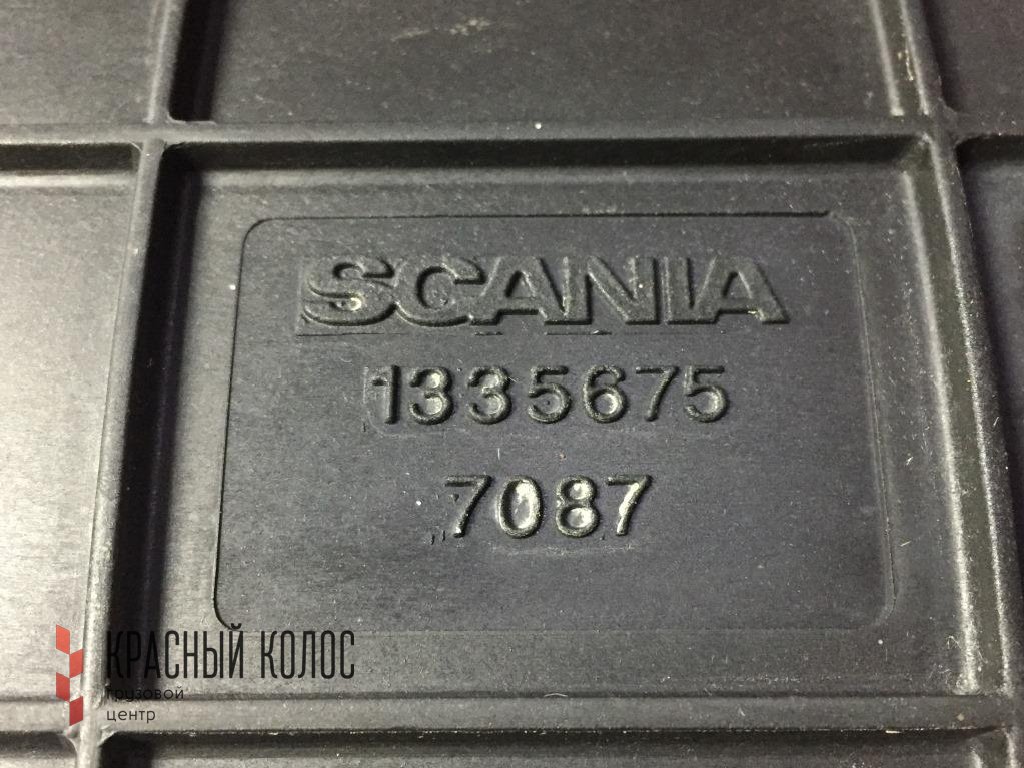 SCANIA
1335675
7087
КРАСНЫЙ КОЛОС
грузовой
центр